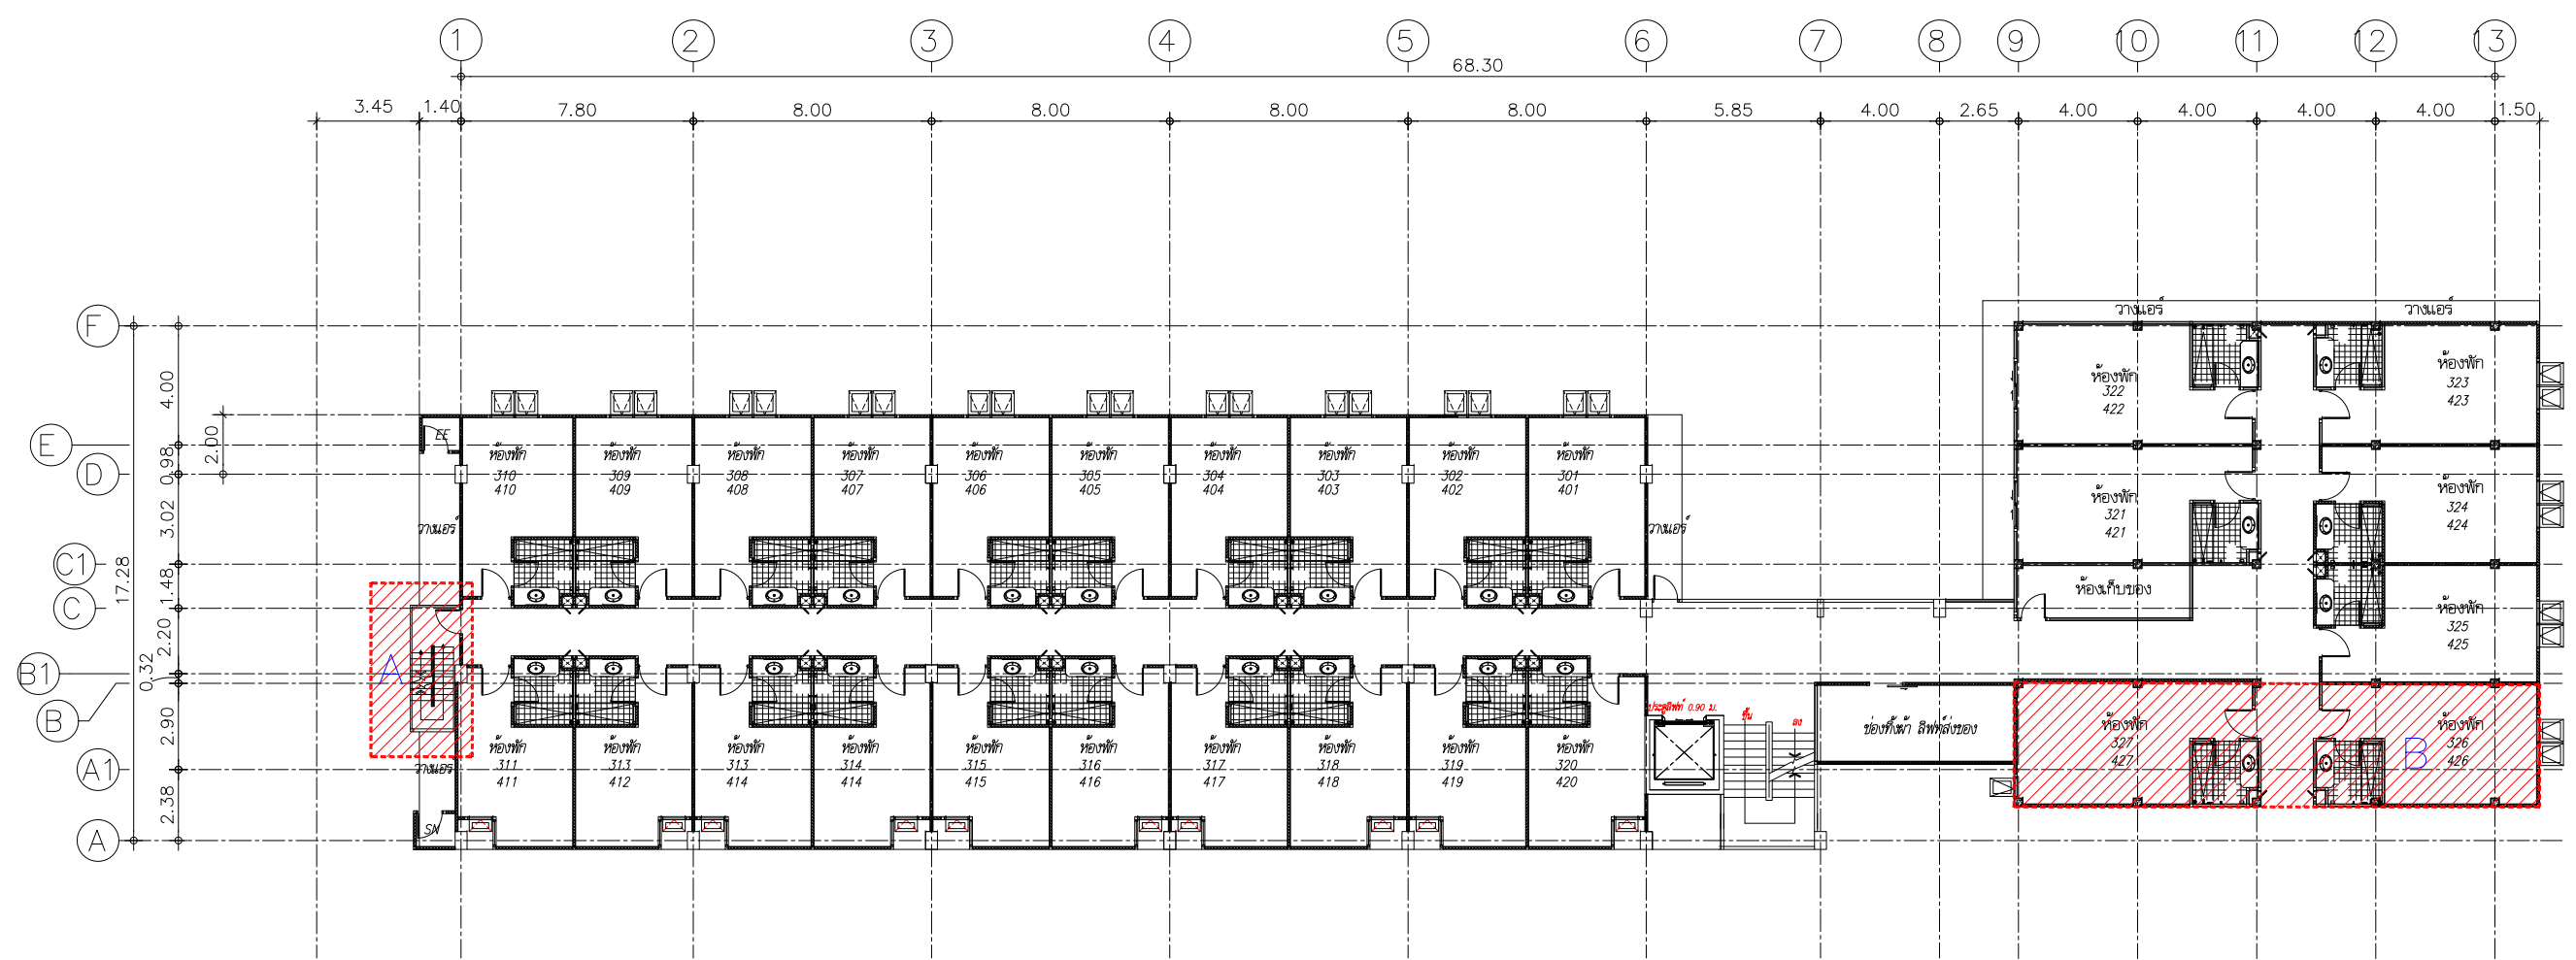 1 2 3 4 5 6 7 8 9 10 11 12 13
68.30
3.45 1.40 7.80 8.00 8.00 8.00 8.00 5.85 4.00 2.65 4.00 4.00 4.00 4.00 1.50
F
E
D
C1
C
B1
B
A1
A
17.28
4.00
0.98
3.02
1.48
2.20
0.32
2.90
2.38
2.00
วางแอร์ วางแอร์
EE
ห้องพัก
310
410
ห้องพัก
309
409
ห้องพัก
308
408
ห้องพัก
307
407
ห้องพัก
306
406
ห้องพัก
305
405
ห้องพัก
304
404
ห้องพัก
303
403
ห้องพัก
302
402
ห้องพัก
301
401
วางแอร์
วางแอร์
ห้องพัก
322
422
ห้องพัก
323
423
ห้องพัก
321
421
ห้องพัก
324
424
ห้องเก็บของ
ห้องพัก
325
425
A
วางแอร์
SN
ห้องพัก
311
411
ห้องพัก
313
412
ห้องพัก
313
414
ห้องพัก
314
414
ห้องพัก
315
415
ห้องพัก
316
416
ห้องพัก
317
417
ห้องพัก
318
418
ห้องพัก
319
419
ห้องพัก
320
420
ประตูลิฟท์ 0.90 ม.
ขึ้น
ลง
ช่องทิ้งผ้า ลิฟท์ส่งของ
ห้องพัก
327
427
B
ห้องพัก
326
426